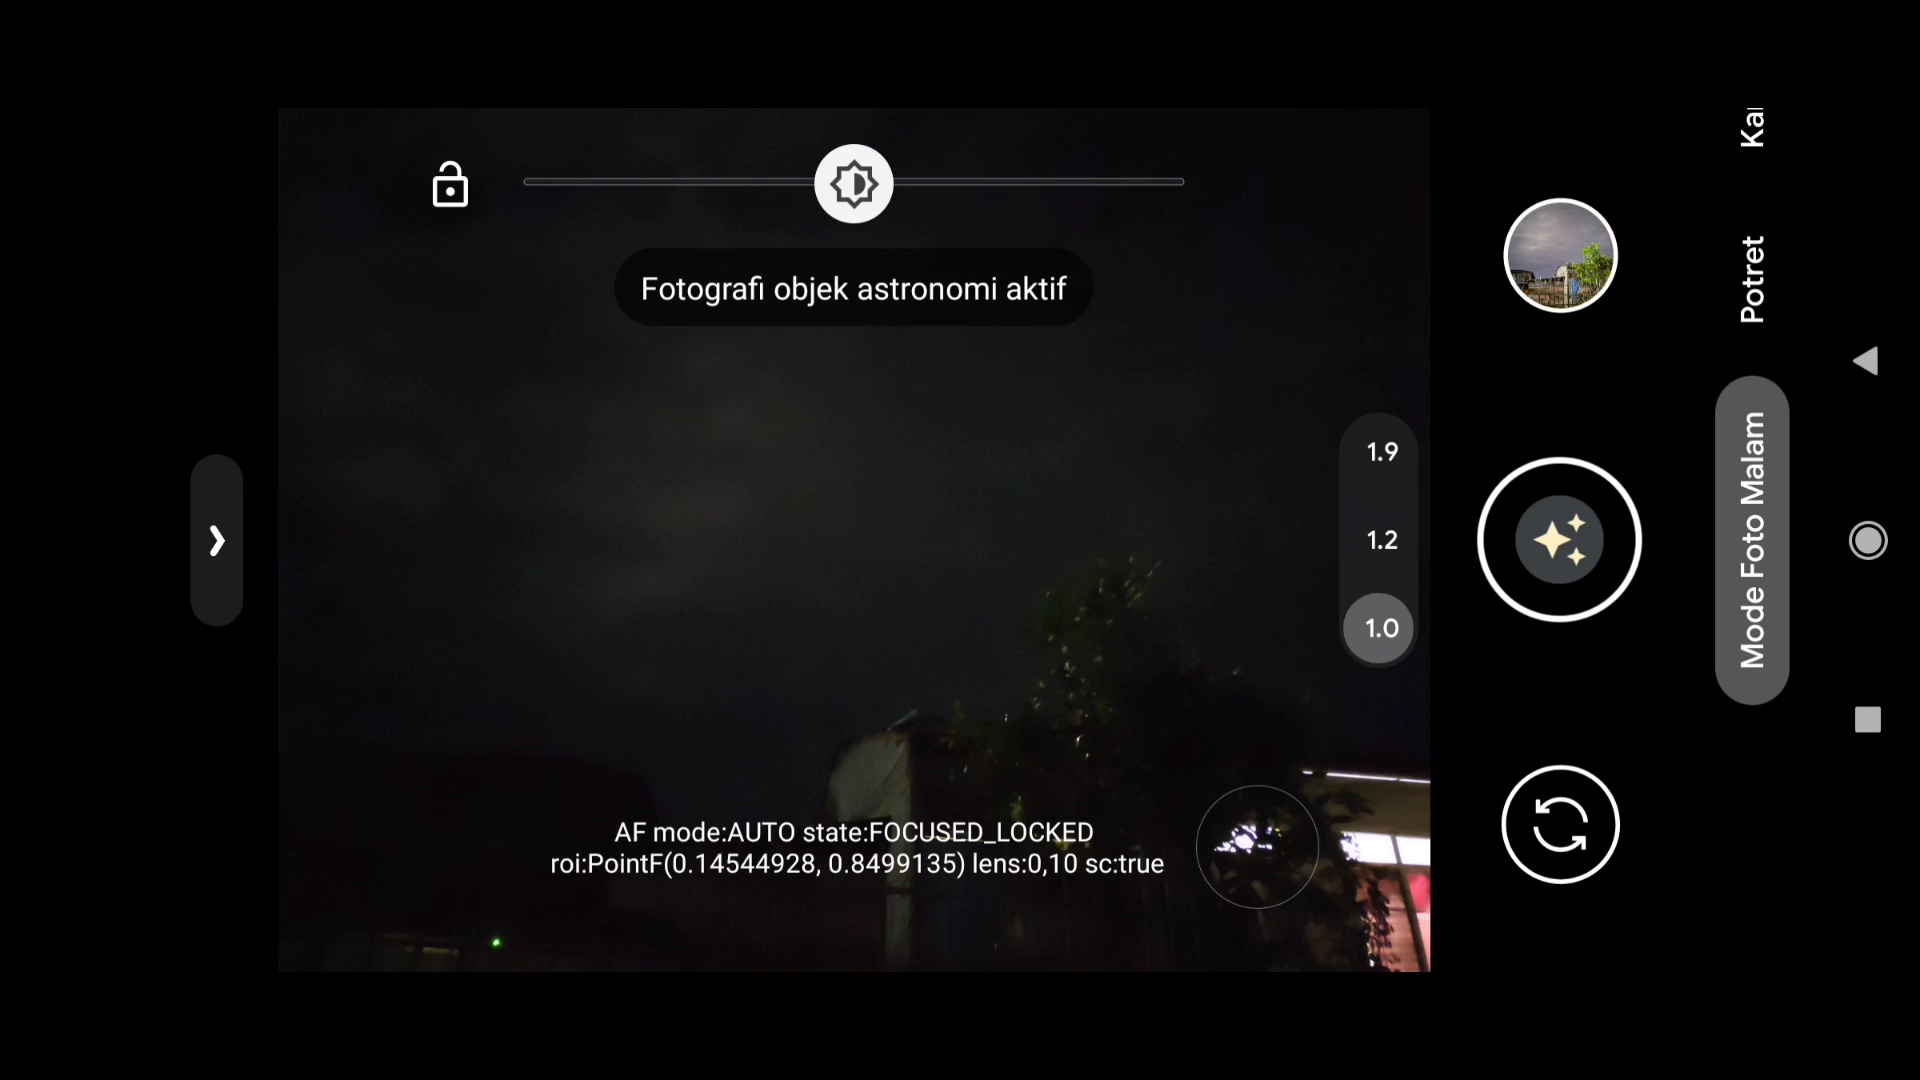 Fotografi objek astronomi aktif
1.9
1.2
1.0
AF mode:AUTO state:FOCUSED_LOCKED
roi:PointF(0.14544928, 0.8499135) lens:0,10 sc:true
Ka
Potret
Mode Foto Malam